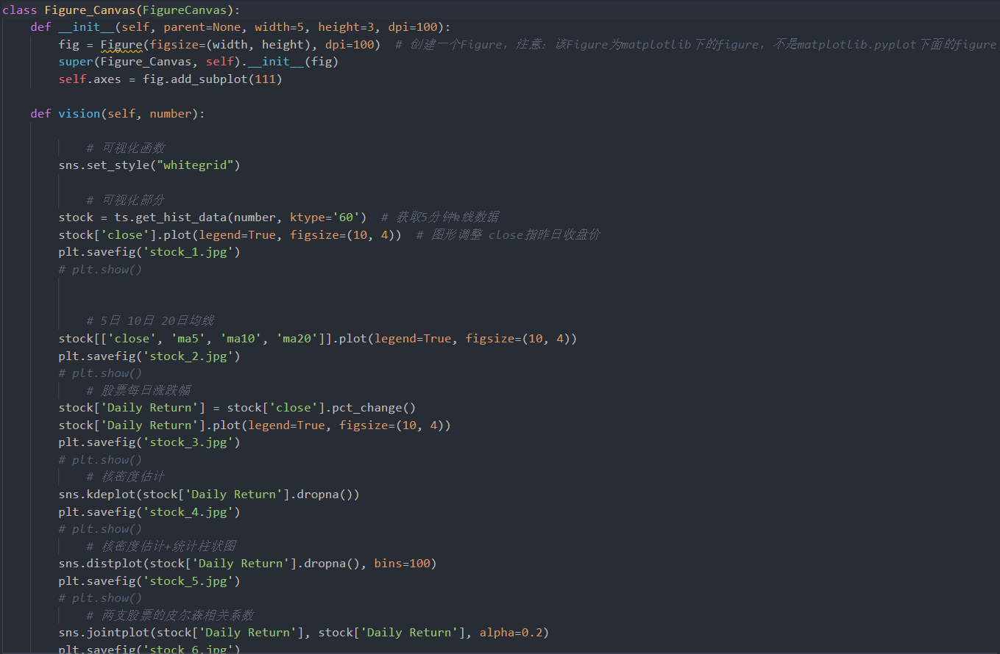 class Figure_Canvas(FigureCanvas):
def __init__(self, parent=None, width=5, height=3, dpi=100):
fig = Figure(figsize=(width, height), dpi=100)  # 创建一个Figure，注意：该Figure为matplotlib下的figure，不是matplotlib.pyplot下面的figure
super(Figure_Canvas, self).__init__(fig)
self.axes = fig.add_subplot(111)
def vision(self, number):
# 可视化函数
sns.set_style("whitegrid")
# 可视化部分
stock = ts.get_hist_data(number, ktype='60')  # 获取5分钟k线数据
stock['close'].plot(legend=True, figsize=(10, 4))  # 图形调整 close指昨日收盘价
plt.savefig('stock_1.jpg')
# plt.show()
# 5日 10日 20日均线
stock[['close', 'ma5', 'ma10', 'ma20']].plot(legend=True, figsize=(10, 4))
plt.savefig('stock_2.jpg')
# plt.show()
# 股票每日涨跌幅
stock['Daily Return'] = stock['close'].pct_change()
stock['Daily Return'].plot(legend=True, figsize=(10, 4))
plt.savefig('stock_3.jpg')
# plt.show()
# 核密度估计
sns.kdeplot(stock['Daily Return'].dropna())
plt.savefig('stock_4.jpg')
# plt.show()
# 核密度估计+统计柱状图
sns.distplot(stock['Daily Return'].dropna(), bins=100)
plt.savefig('stock_5.jpg')
# plt.show()
# 两支股票的皮尔森相关系数
sns.jointplot(stock['Daily Return'], stock['Daily Return'], alpha=0.2)
plt.savefig('stock_6.jpg')